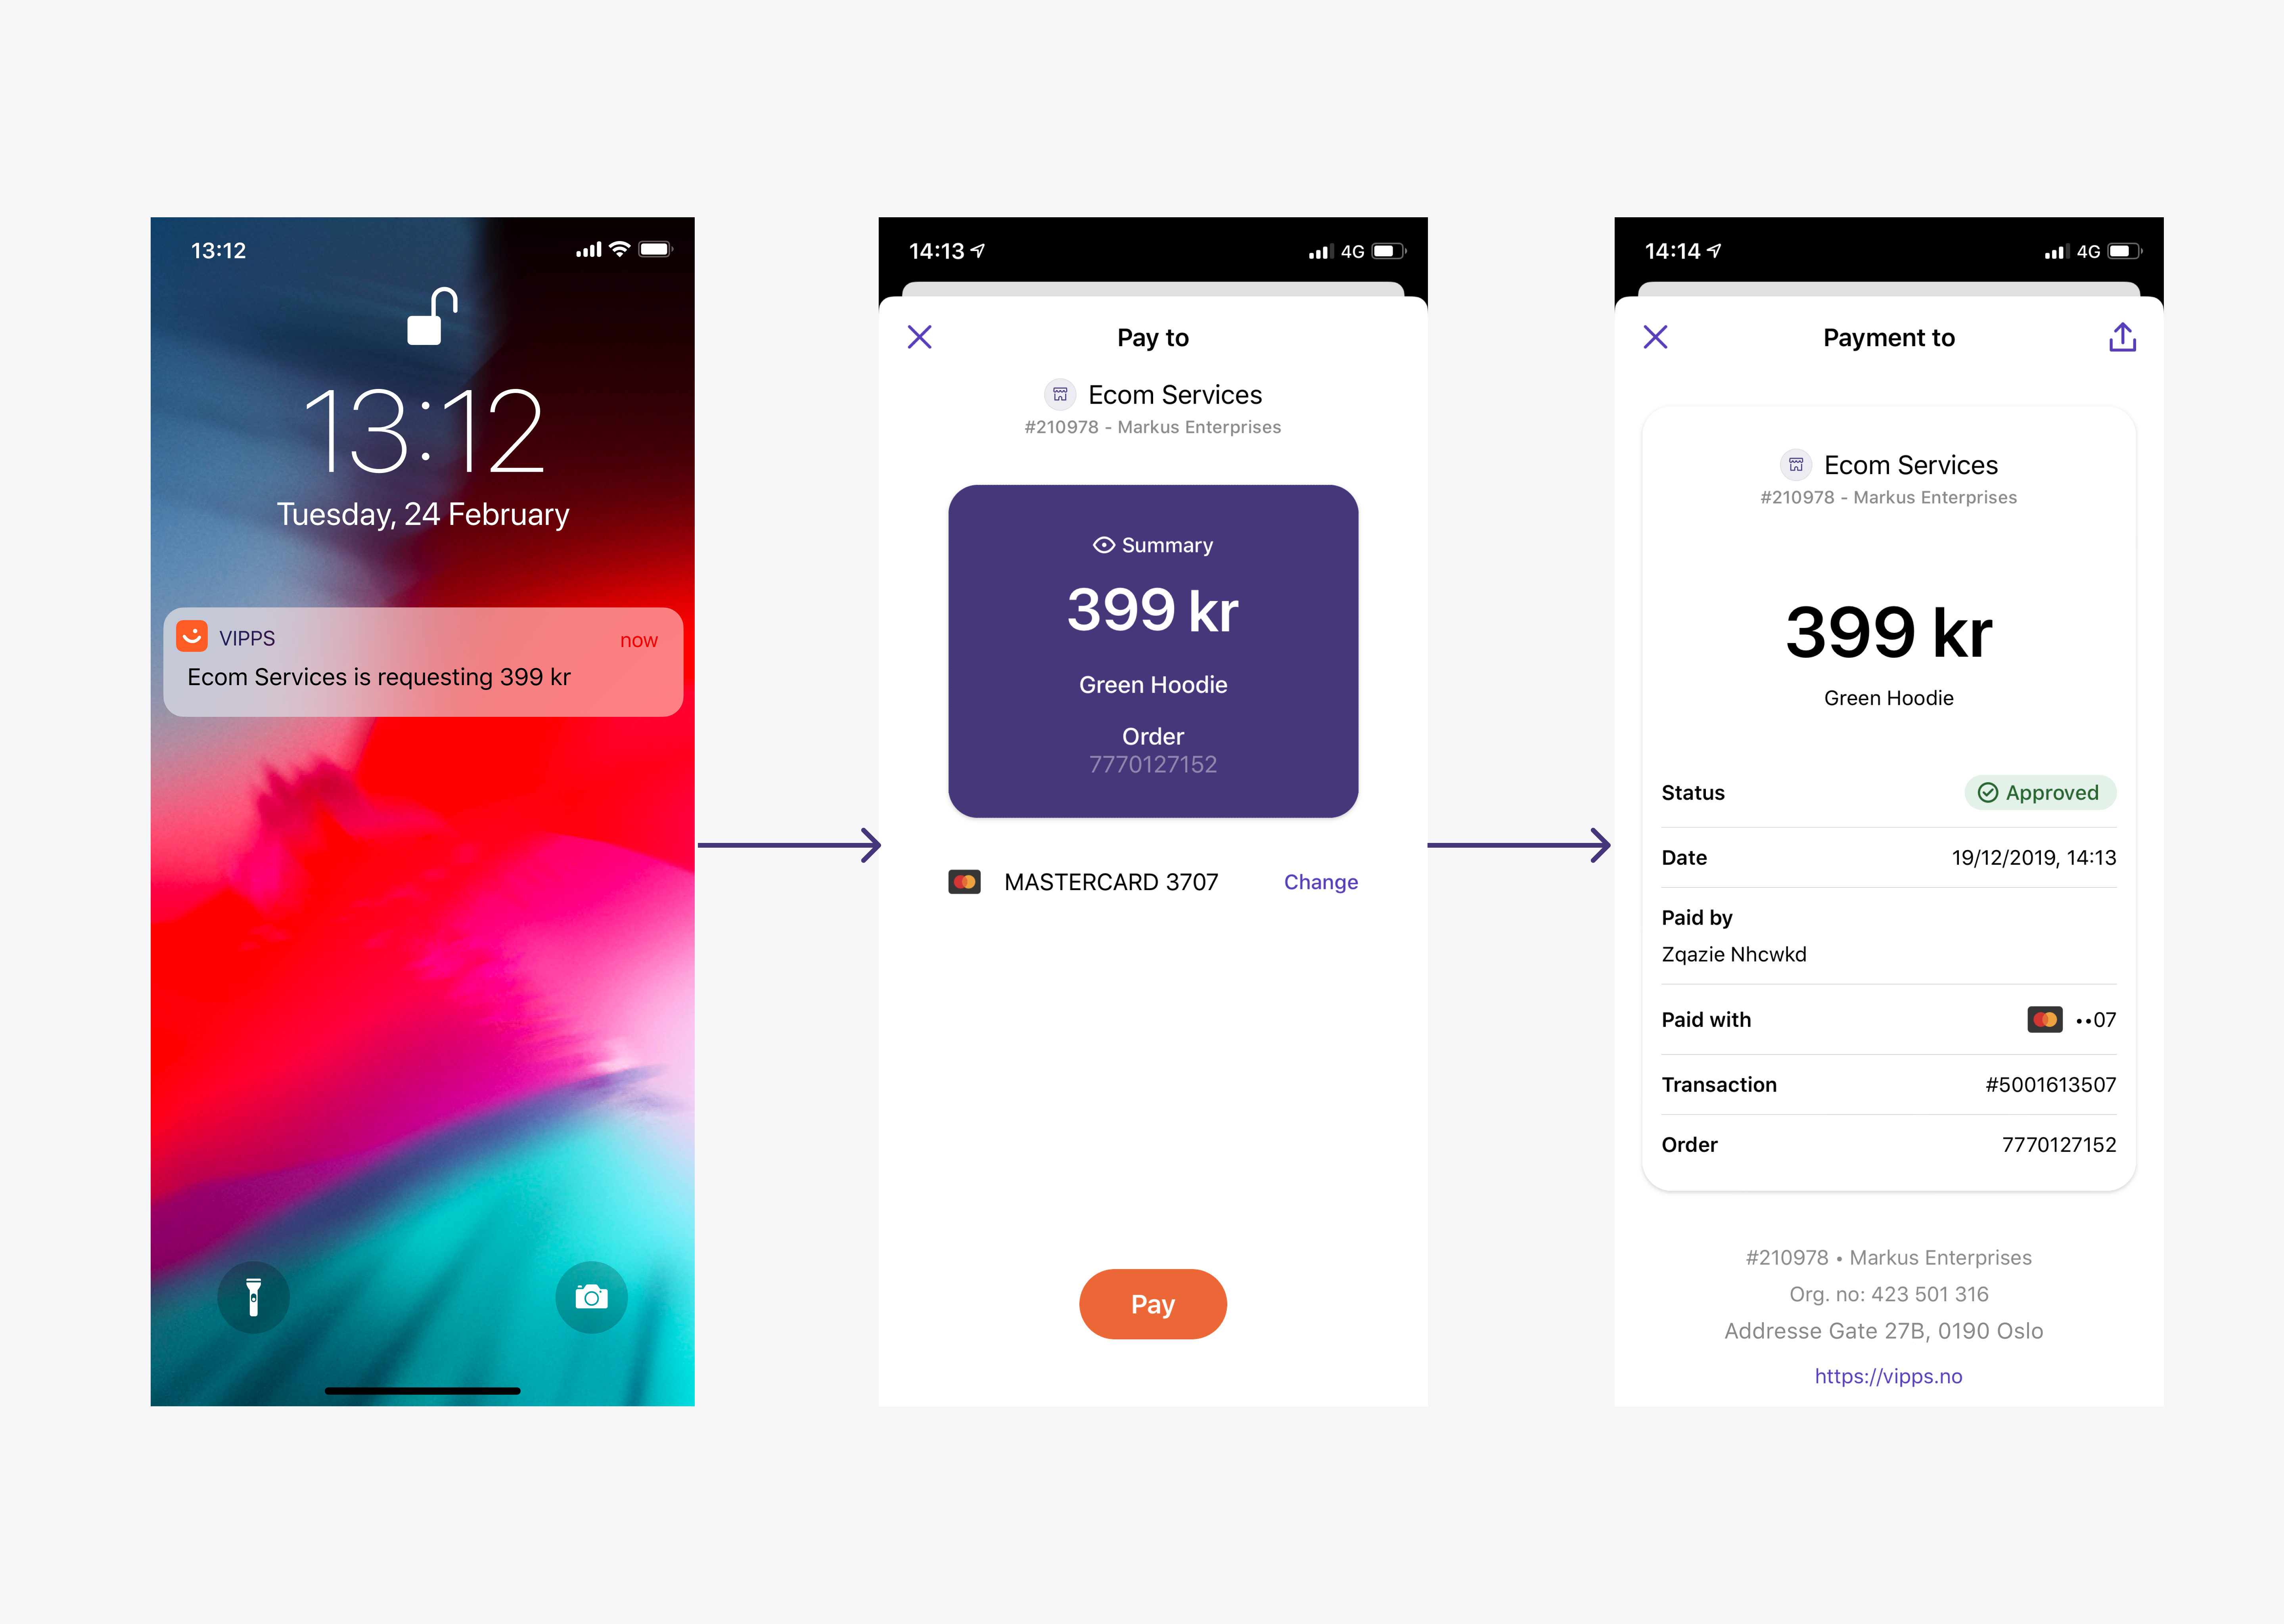 13:12
13:12
Tuesday, 24 February
VIPPS
now
Ecom Services is requesting 399 kr
14:13
4G
Pay to
Ecom Services
#210978 - Markus Enterprises
Summary
399 kr
Green Hoodie
Order
7770127152
MASTERCARD 3707
Change
Pay
14:14
4G
Payment to
Ecom Services
#210978 - Markus Enterprises
399 kr
Green Hoodie
Status
Approved
Date
19/12/2019, 14:13
Paid by
Zqazie Nhcwkd
Paid with
••07
Transaction
#5001613507
Order
7770127152
#210978 • Markus Enterprises
Org. no: 423 501 316
Addresse Gate 27B, 0190 Oslo
https://vipps.no